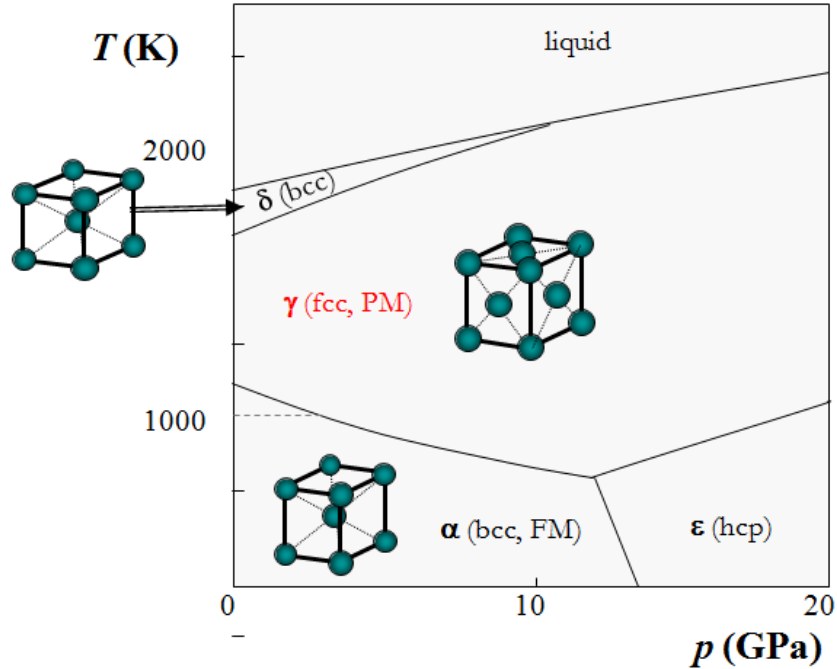 T (K)
liquid
2000
δ (bcc)
γ (fcc, PM)
1000
α (bcc, FM)
ε (hcp)
0
10
20
p (GPa)